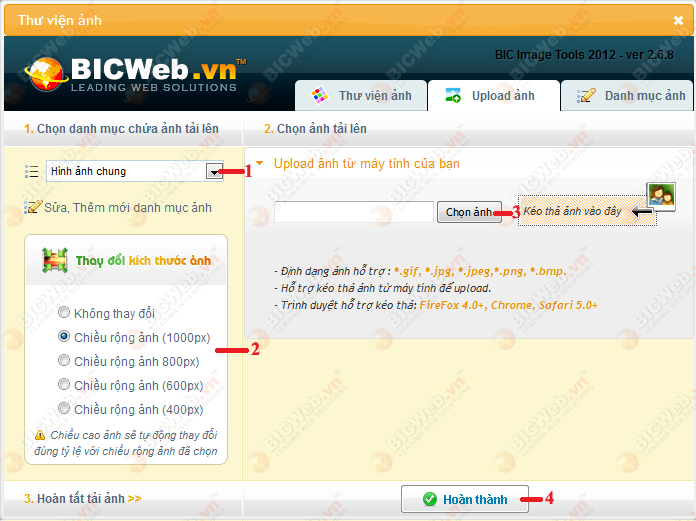 Thư viện ảnh
BICWeb.vn™
LEADING WEB SOLUTIONS
BIC Image Tools 2012 - ver 2.6.8
Thư viện ảnh
Upload ảnh
Danh mục ảnh
1. Chọn danh mục chứa ảnh tải lên
2. Chọn ảnh tải lên
Hình ảnh chung
1
Sửa, Thêm mới danh mục ảnh
Thay đổi kích thước ảnh
Không thay đổi
Chiều rộng ảnh (1000px)
Chiều rộng ảnh 800px)
Chiều rộng ảnh (600px)
Chiều rộng ảnh (400px)
2
Chiều cao ảnh sẽ tự động thay đổi
đúng tỷ lệ với chiều rộng ảnh đã chọn
Upload ảnh từ máy tính của bạn
Chọn ảnh
3
Kéo thả ảnh vào đây
- Định dạng ảnh hỗ trợ : *.gif, *.jpg, *.jpeg,*.png, *.bmp.
- Hỗ trợ kéo thả ảnh từ máy tính để upload.
- Trình duyệt hỗ trợ kéo thả: FireFox 4.0+, Chrome, Safari 5.0+
3. Hoàn tất tải ảnh >>
Hoàn thành
4